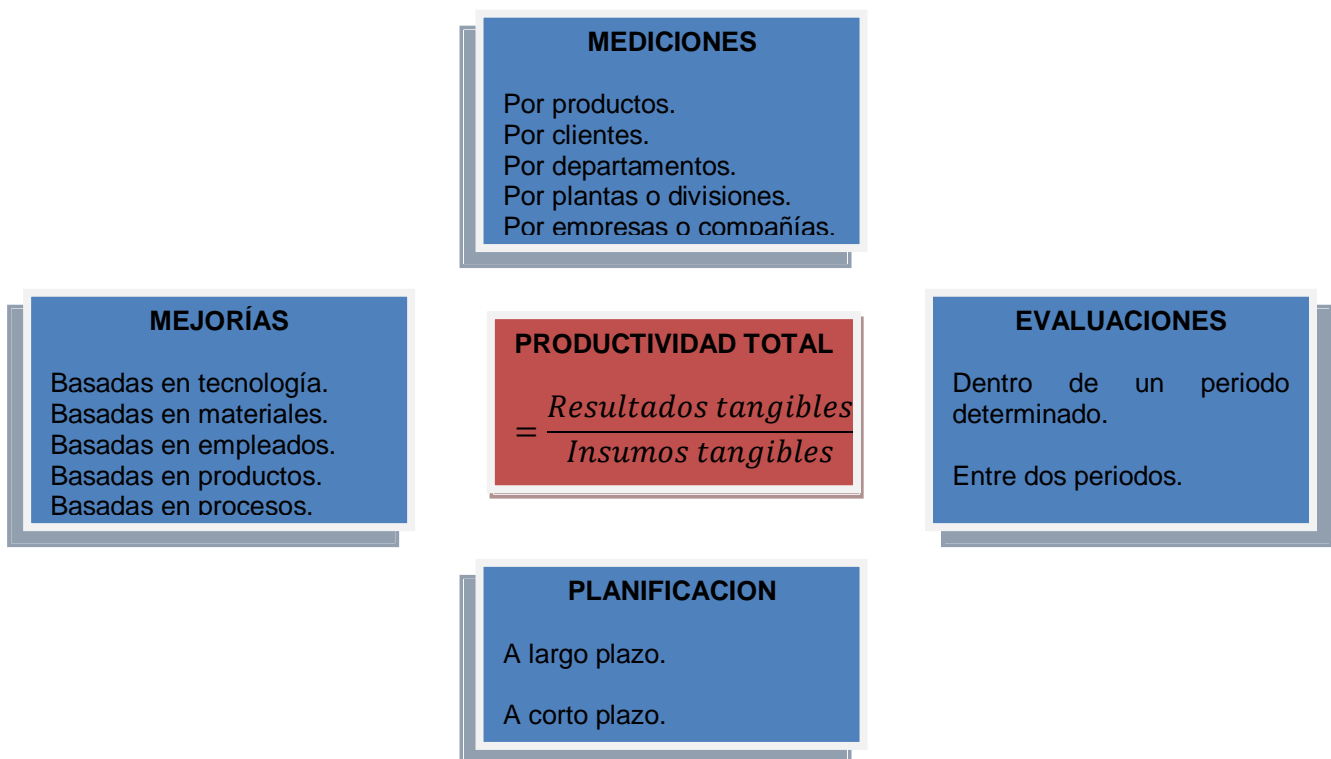 MEDICIONES
Por productos.
Por clientes.
Por departamentos.
Por plantas o divisiones.
Por empresas o compañías.
MEJORÍAS
Basadas en tecnología.
Basadas en materiales.
Basadas en empleados.
Basadas en productos.
Basadas en procesos.
PRODUCTIVIDAD TOTAL
= Resultados tangibles
Insumos tangibles
EVALUACIONES
Dentro de un periodo
determinado.
Entre dos periodos.
PLANIFICACION
A largo plazo.
A corto plazo.